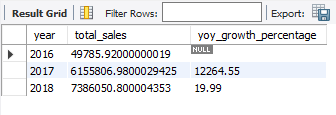 Result Grid Filter Rows: Export:
year total_sales yoy_growth_percentage
2016 49785.92000000019 NULL
2017 6155806.9800029425 12264.55
2018 7386050.800004353 19.99